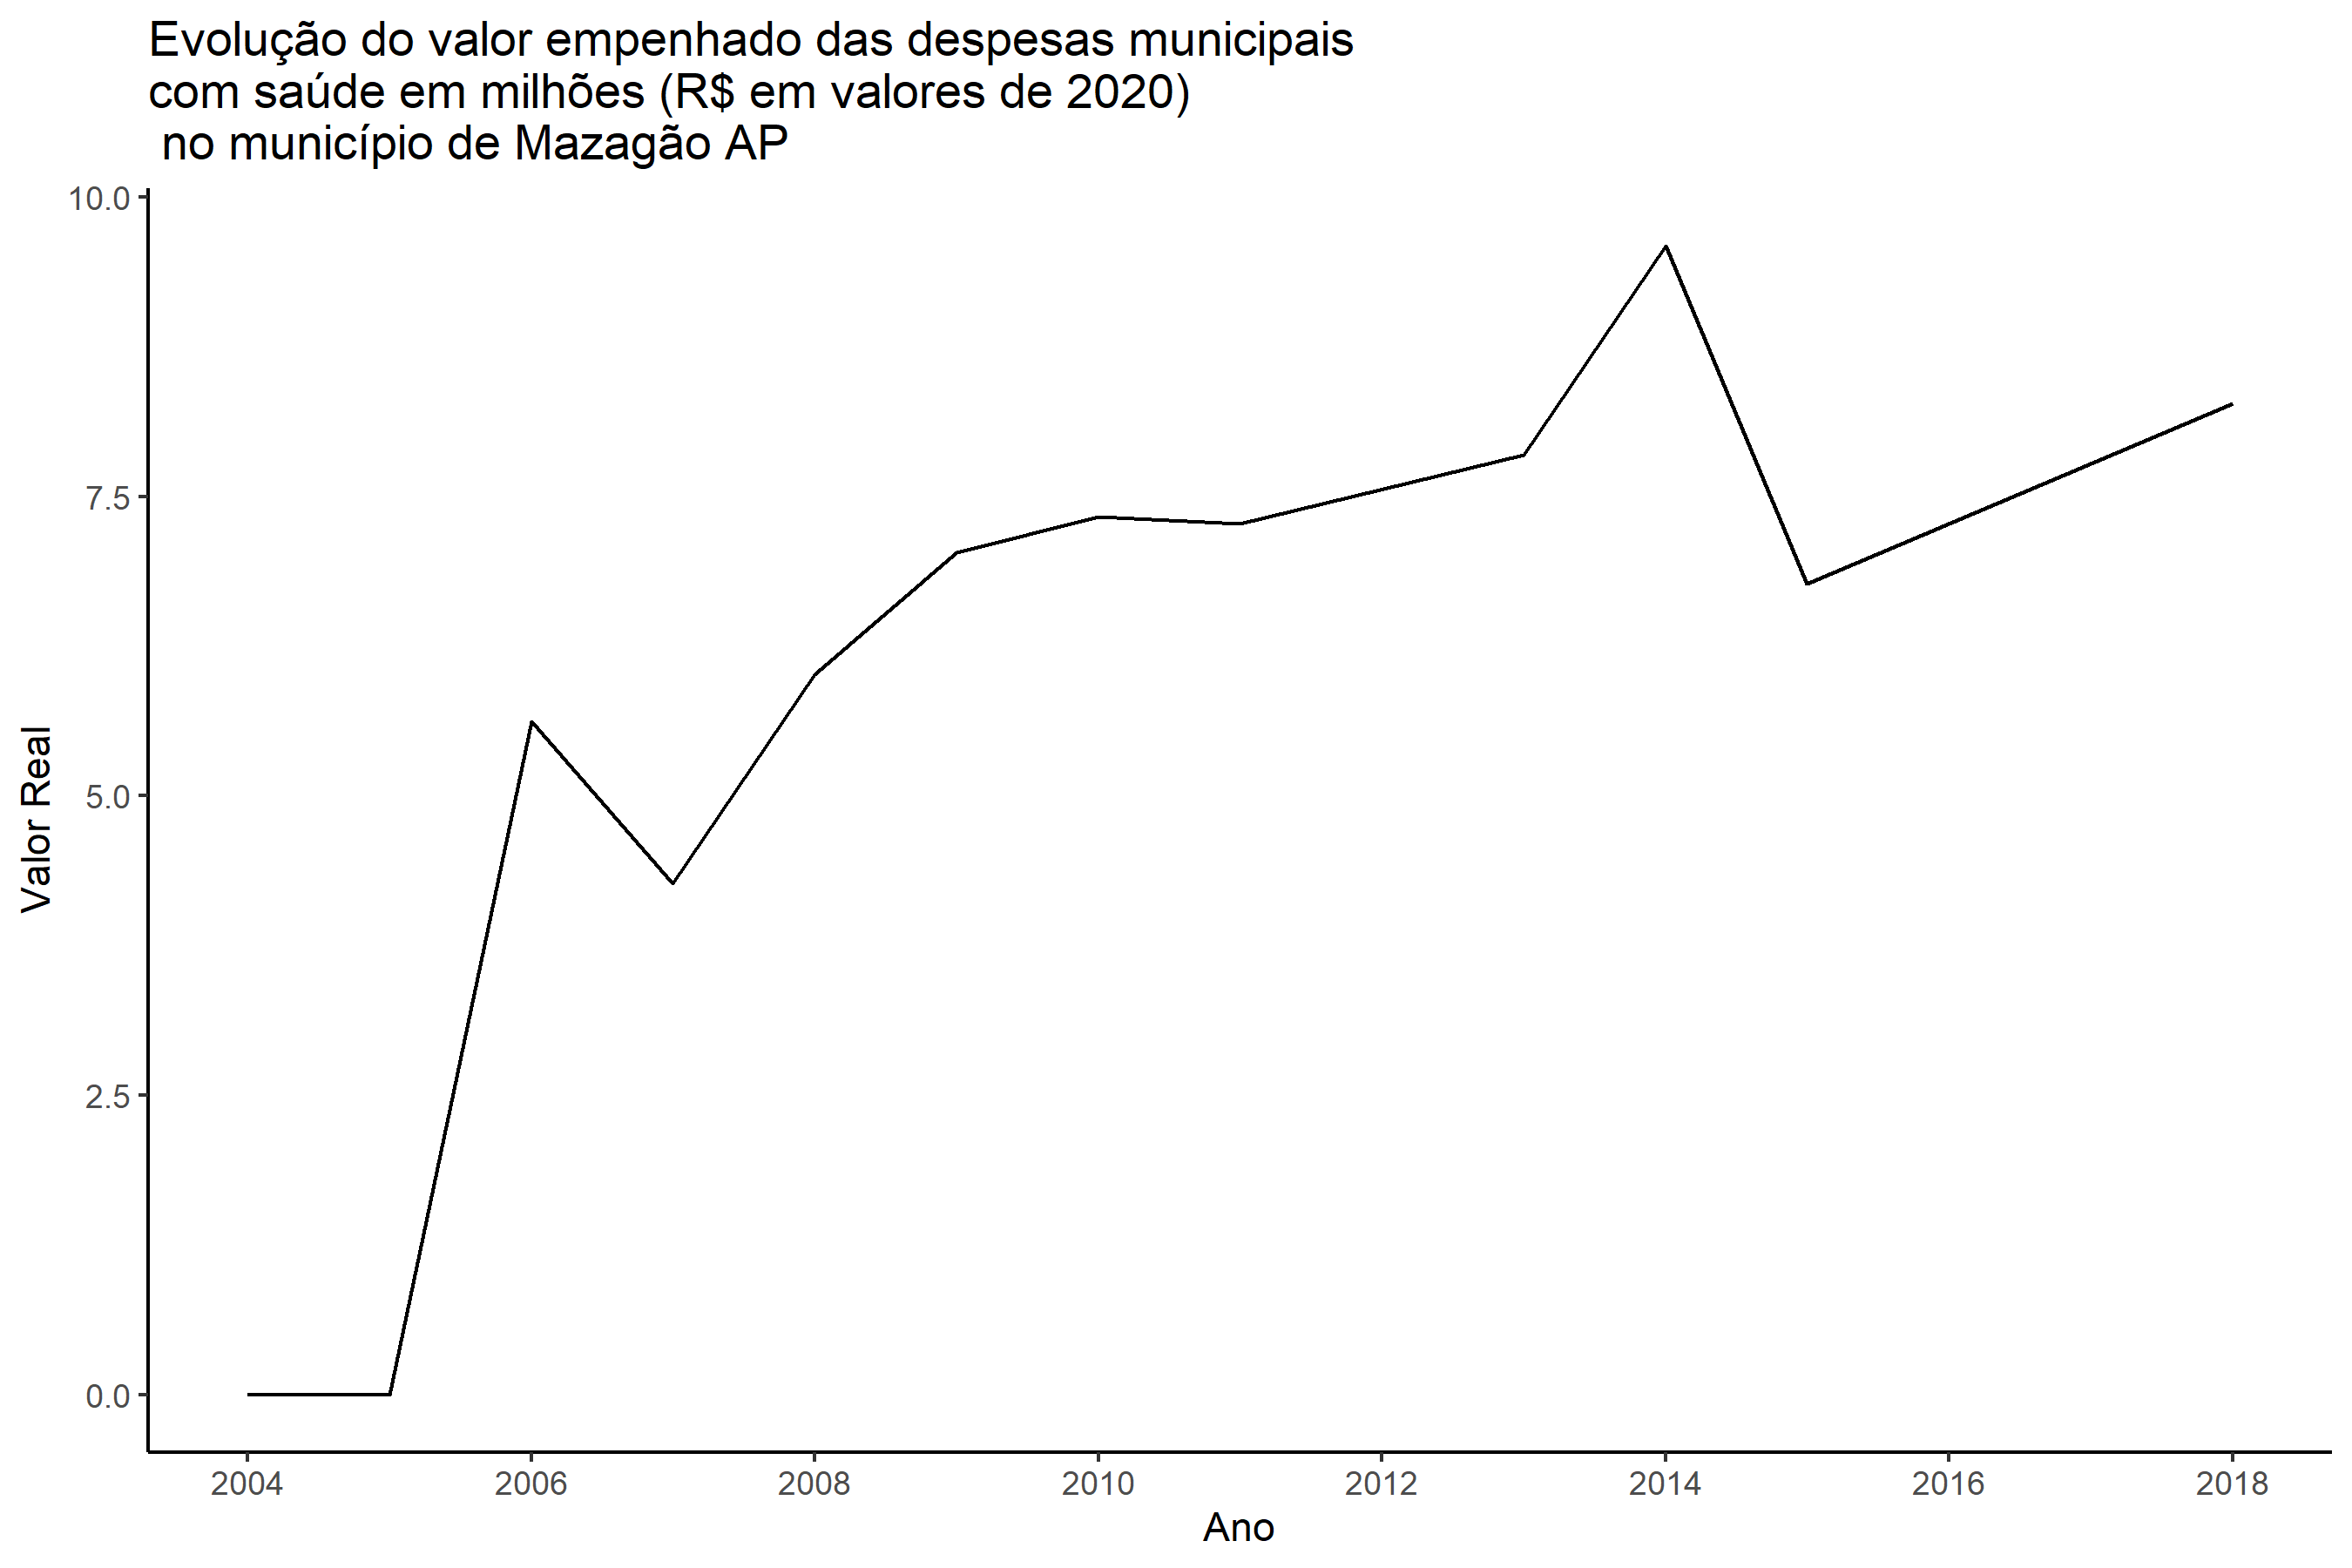 Evolução do valor empenhado das despesas municipais
com saúde em milhões (R$ em valores de 2020)
no município de Mazagão AP
10.0
7.5
5.0
2.5
0.0
Valor Real
2004 2006 2008 2010 2012 2014 2016 2018
Ano